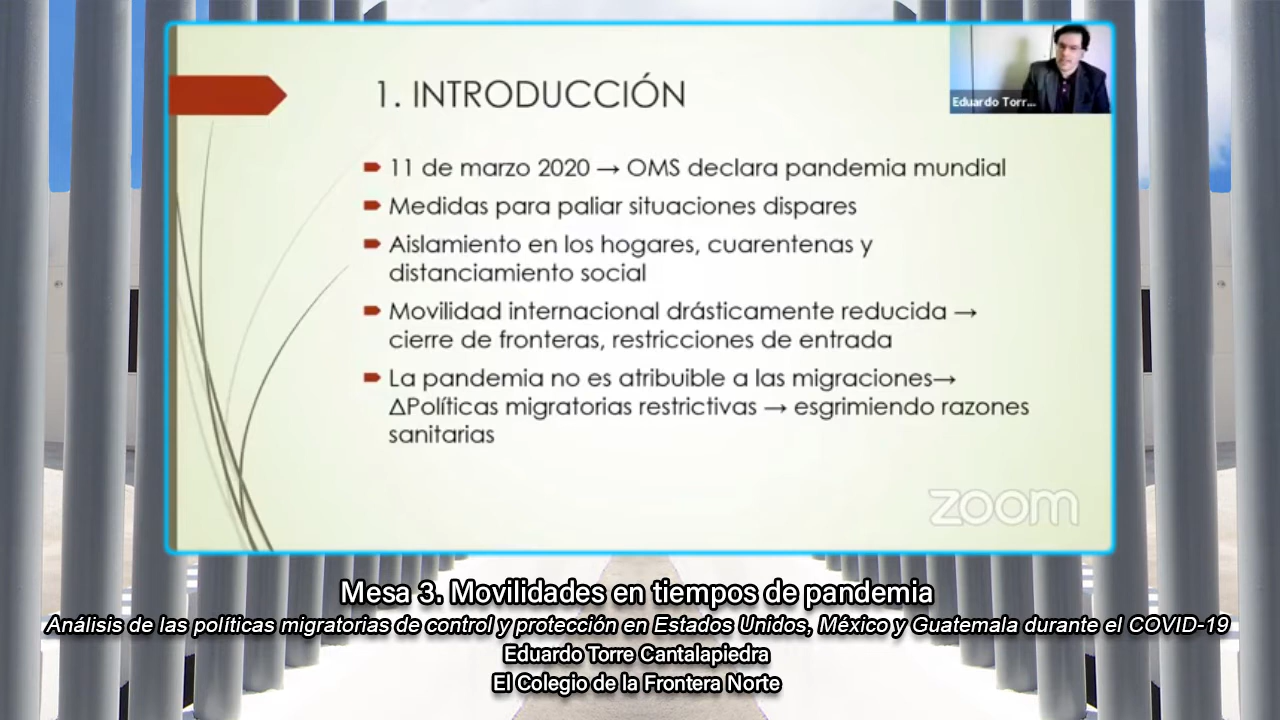 1. INTRODUCCIÓN
Eduardo Torr...
11 de marzo 2020 → OMS declara pandemia mundial
Medidas para paliar situaciones dispares
Aislamiento en los hogares, cuarentenas y
distanciamiento social
Movilidad internacional drásticamente reducida →
cierre de fronteras, restricciones de entrada
La pandemia no es atribuible a las migraciones→
ΔPolíticas migratorias restrictivas → esgrimiendo razones
sanitarias
zoom
Mesa 3. Movilidades en tiempos de pandemia
Análisis de las políticas migratorias de control y protección en Estados Unidos, México y Guatemala durante el COVID-19
Eduardo Torre Cantalapiedra
El Colegio de la Frontera Norte